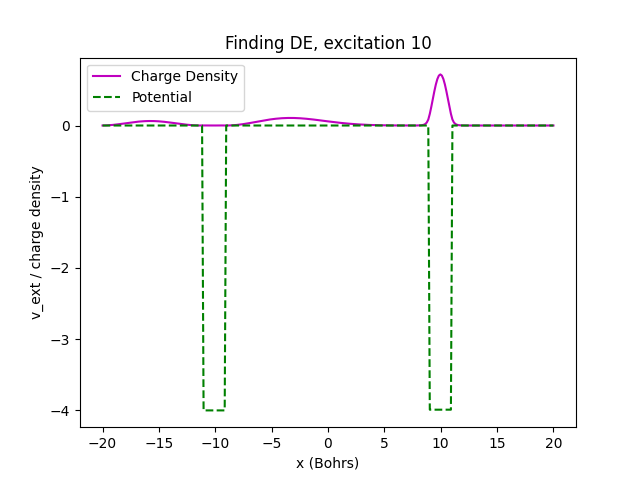 Finding DE, excitation 10
Charge Density
Potential
v_ext / charge density
0
−1
−2
−3
−4
−20
−15
−10
−5
0
5
10
15
20
x (Bohrs)